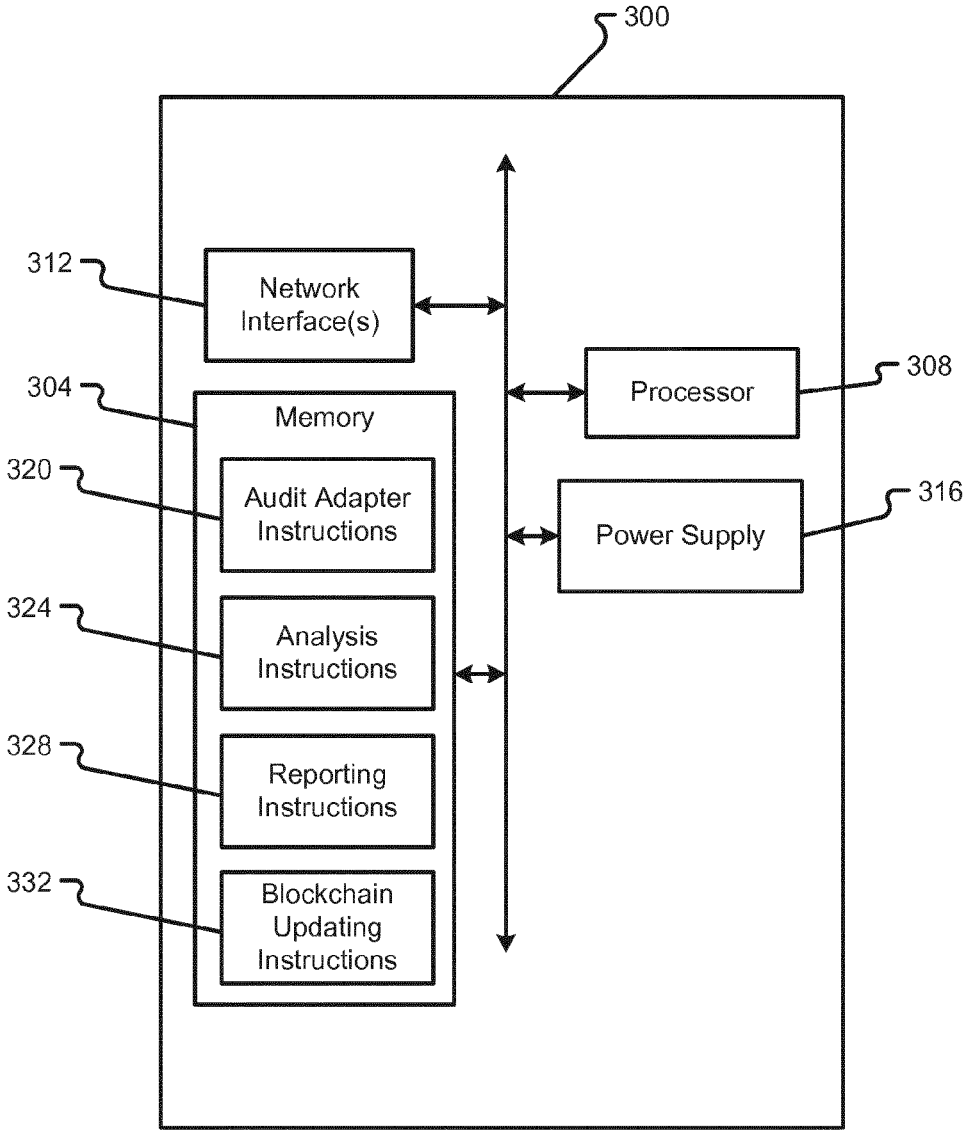 300
312
Network
Interface(s)
304
Memory
308
Processor
320
Audit Adapter
Instructions
316
Power Supply
324
Analysis
Instructions
328
Reporting
Instructions
332
Blockchain
Updating
Instructions